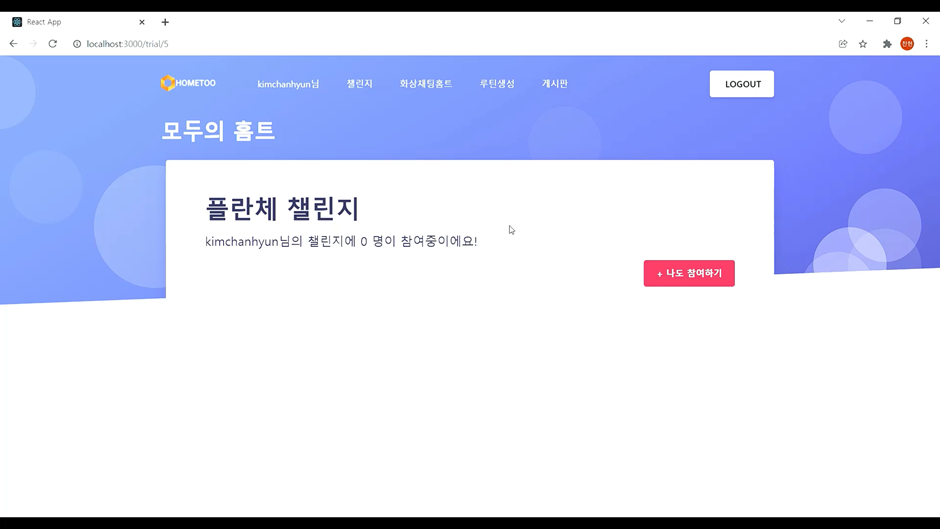 React App
localhost:3000/trial/5
찬현
HOMETOO
kimchanhyun님
챌린지
화상채팅홈트
루틴생성
게시판
LOGOUT
모두의 홈트
플란체 챌린지
kimchanhyun님의 챌린지에 0 명이 참여중이에요!
+ 나도 참여하기